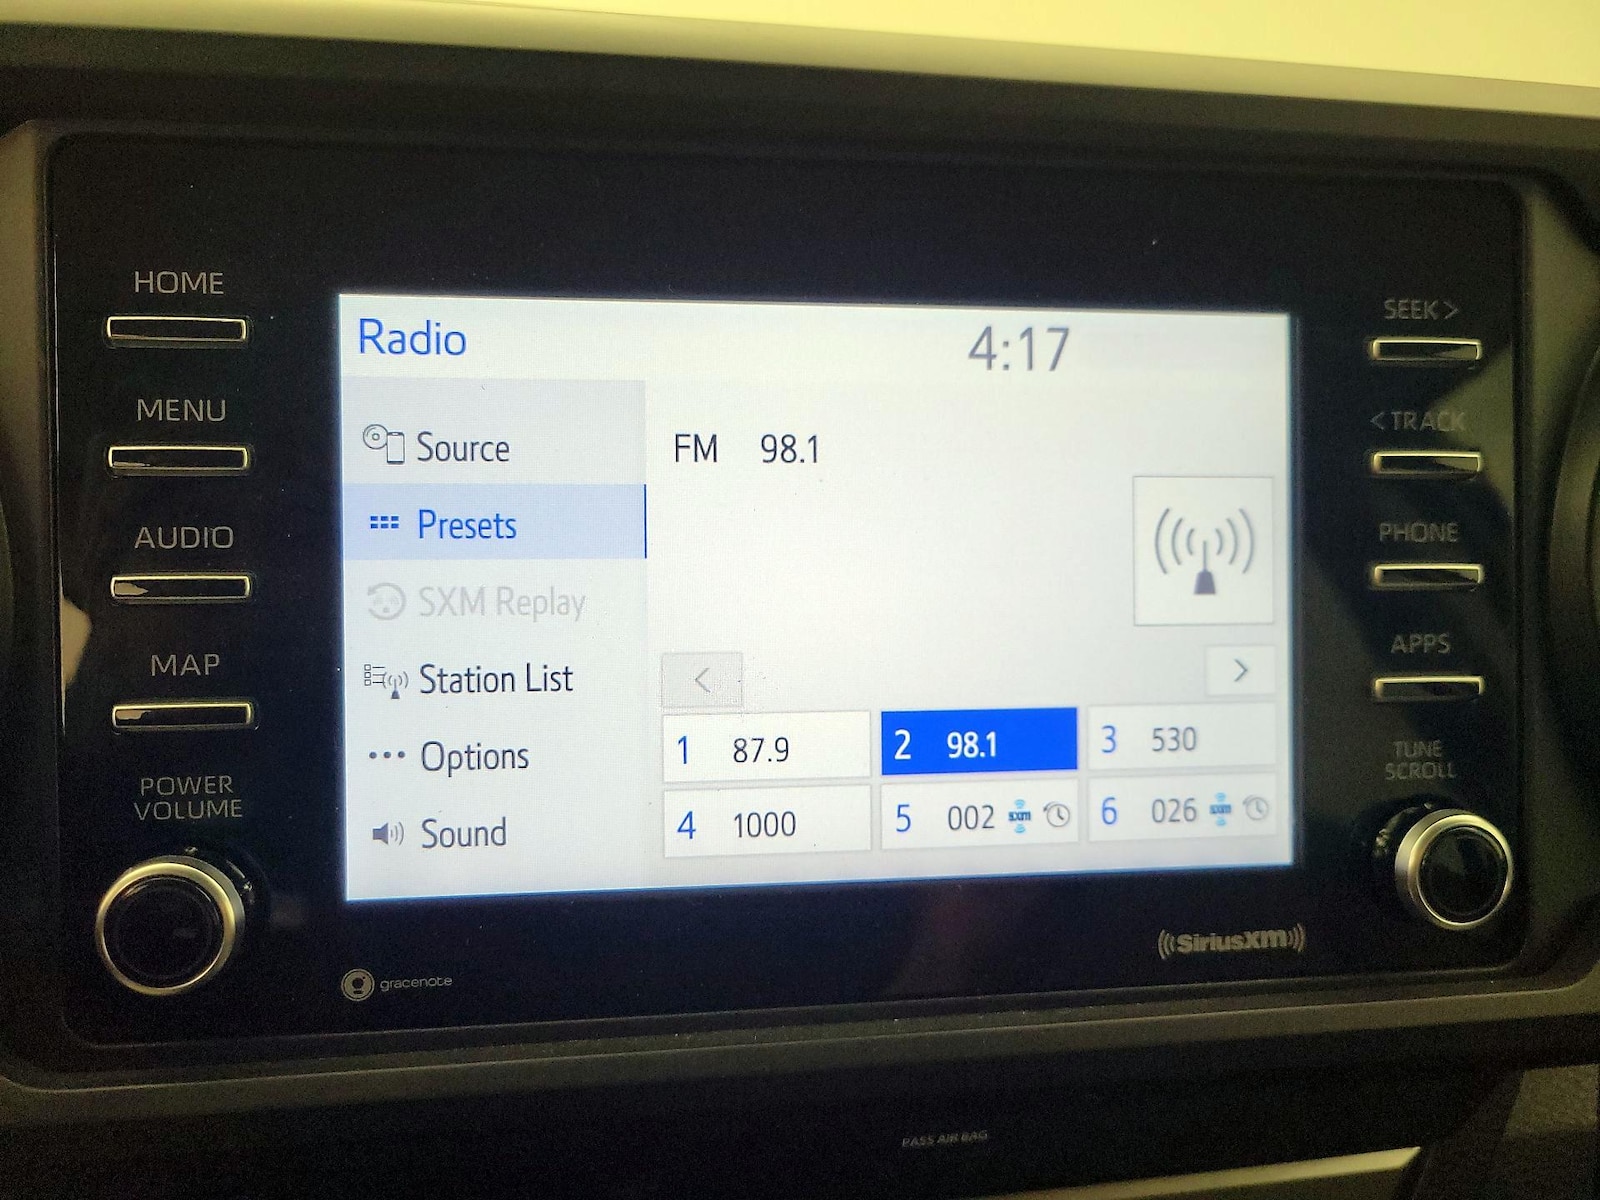 HOME
MENU
AUDIO
MAP
POWER
VOLUME
Radio
4:17
Source
Presets
SXM Replay
Station List
Options
Sound
FM 98.1
<
>
1 87.9
2 98.1
3 530
4 1000
5 002 sxm
6 026 sxm
SEEK >
< TRACK
PHONE
APPS
TUNE
SCROLL
gracenote
((SiriusXM))
PASS AIR BAG